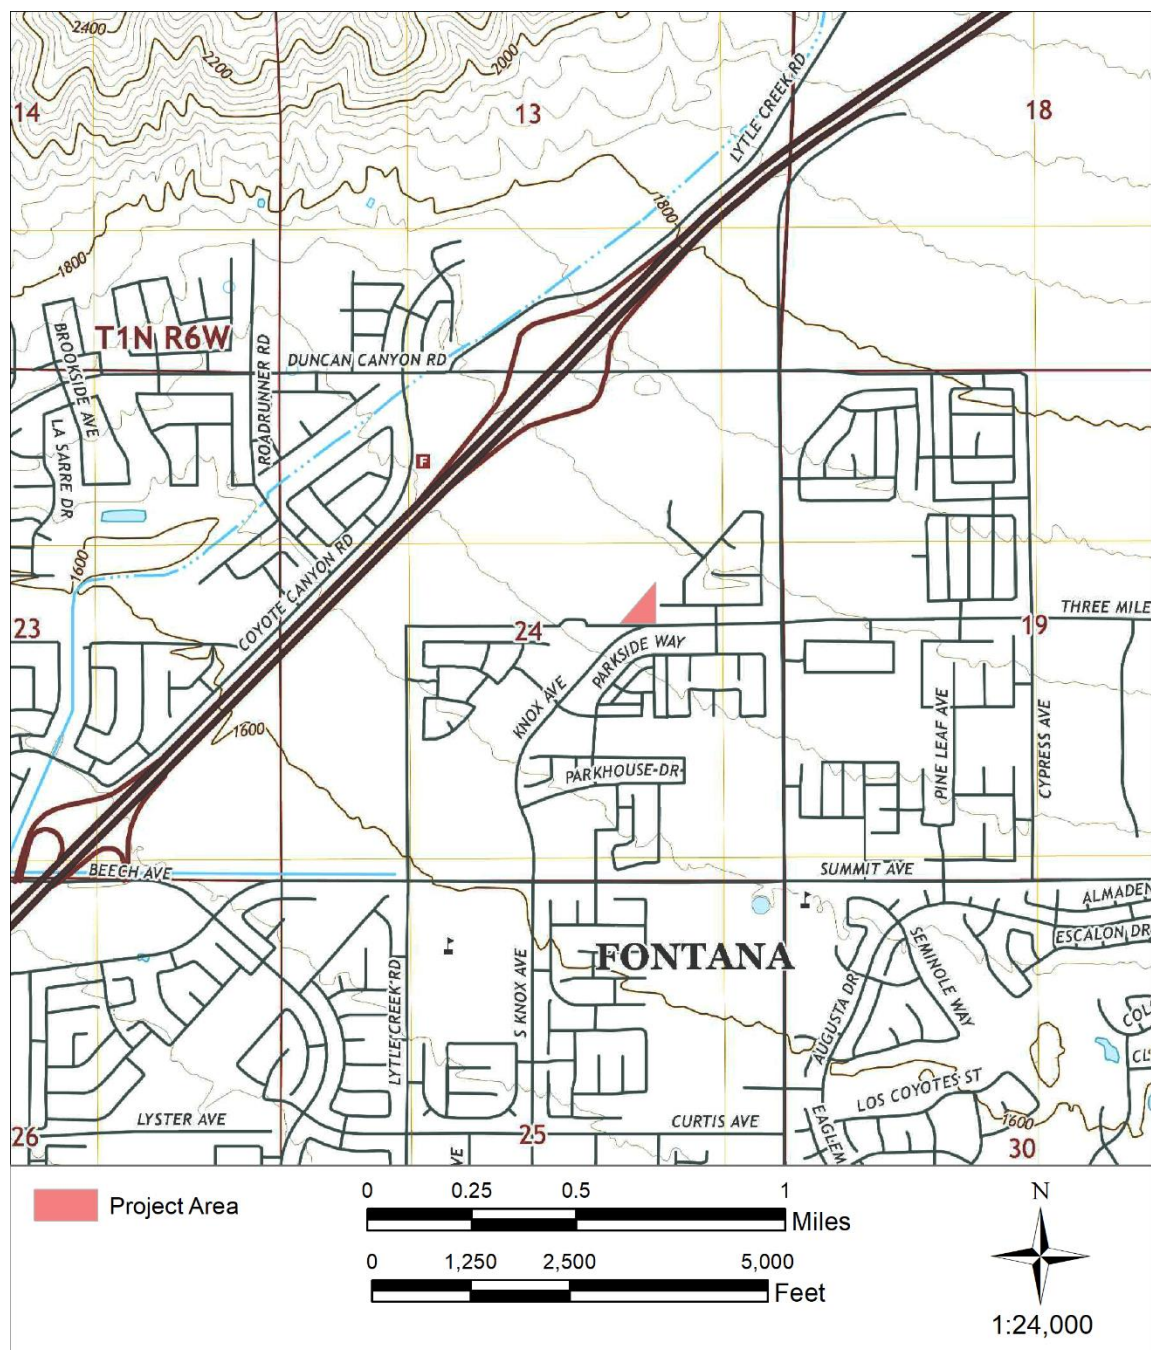 2400
2200
2000
LYTLE CREEK RD
14
13
18
1800
1800
T1N R6W
BROOKSIDE AVE
ROADRUNNER RD
DUNCAN CANYON RD
LA SARRE DR
F
1600
COYOTE CANYON RD
THREE MILE
23
24
19
PARKSIDE WAY
KNOX AVE
1600
PARKHOUSE DR
PINE LEAF AVE
CYPRESS AVE
BEECH AVE
SUMMIT AVE
ALMADEN
ESCALON DR
FONTANA
SEMINOLE WAY
LYTLE CREEK RD
S KNOX AVE
AUGUSTA DR
COL
CL
LOS COYOTES ST
LYSTER AVE
CURTIS AVE
EAGLEM
1600
26
25
30
VE
Project Area
0 0.25 0.5 1
Miles
0 1,250 2,500 5,000
Feet
N
1:24,000